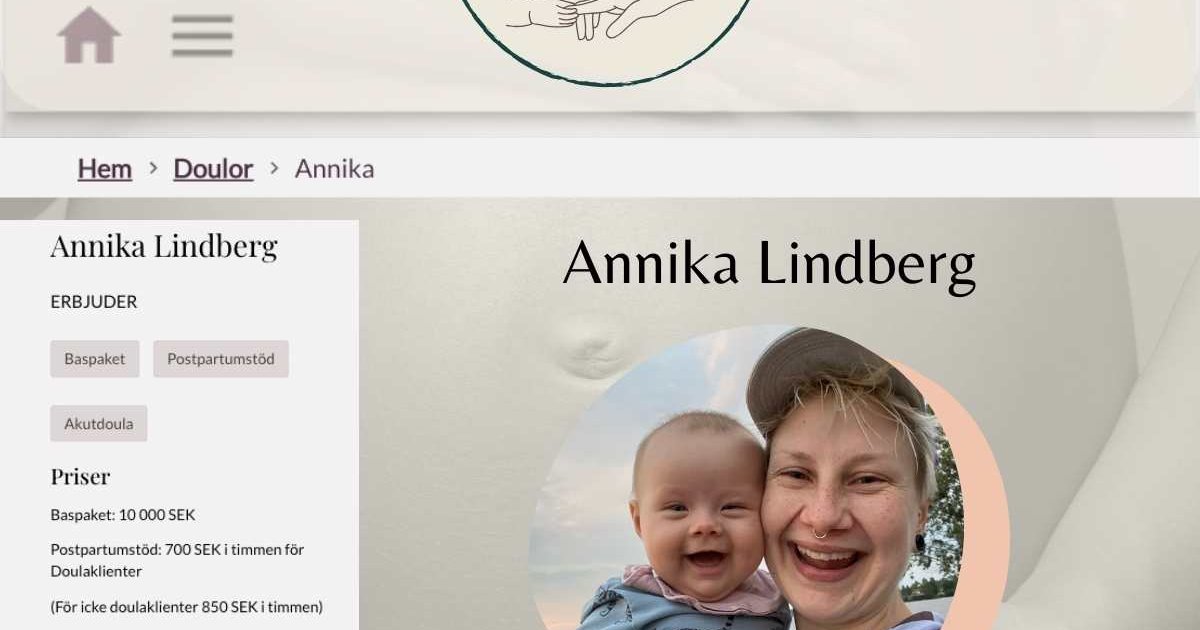 Hem > Doulor > Annika
Annika Lindberg
ERBJUDER
Baspaket Postpartumstöd
Akutdoula
Priser
Baspaket: 10 000 SEK
Postpartumstöd: 700 SEK i timmen för
Doulaklienter
(För icke doulaklienter 850 SEK i timmen)
Annika Lindberg